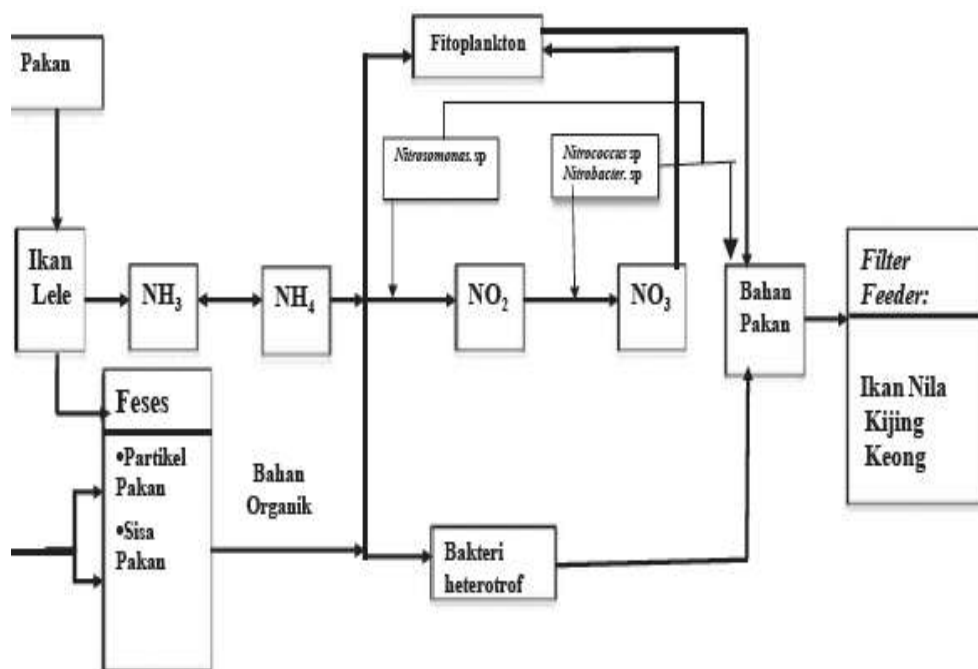 Pakan
Fitoplankton
Nitrosomonas. sp
Nitrococcus sp
Nitrobacter. sp
Ikan
Lele
NH₃
NH₄
NO₂
NO₃
Bahan
Pakan
Filter
Feeder:
Ikan Nila
Kijing
Keong
Feses
•Partikel
Pakan
•Sisa
Pakan
Bahan
Organik
Bakteri
heterotrof